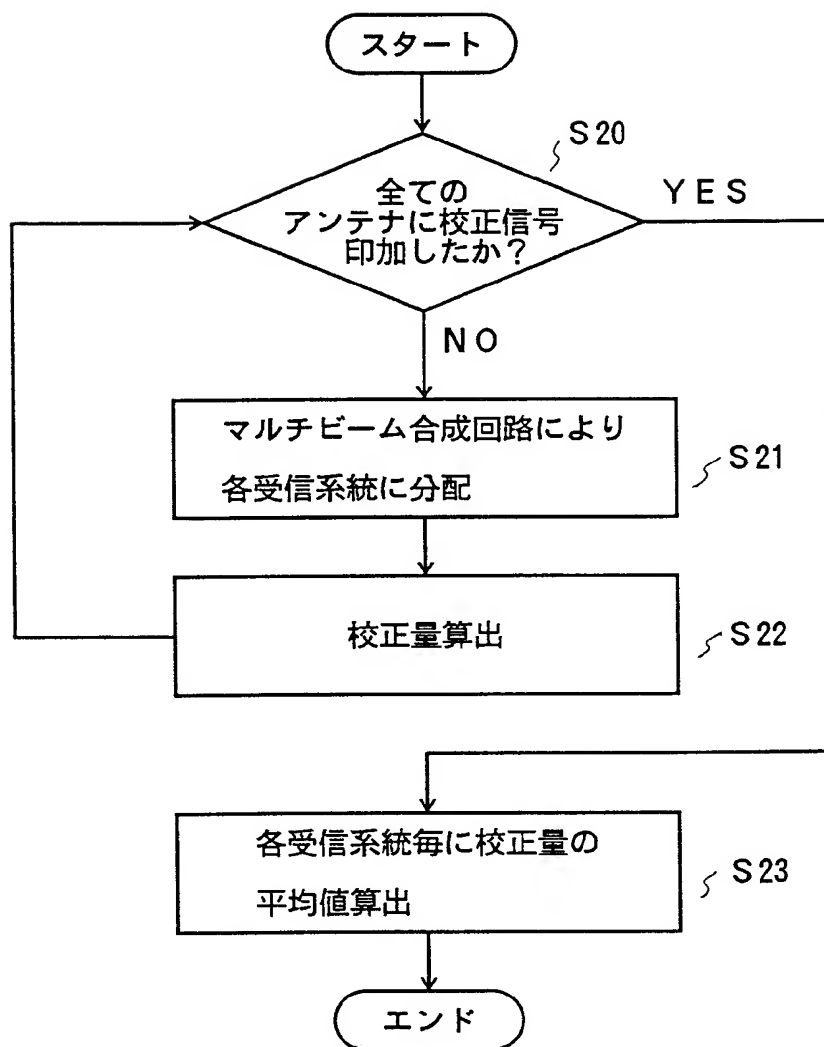 スタート
S20
全ての
アンテナに校正信号
印加したか?
YES
NO
マルチビーム合成回路により
各受信系統に分配
S21
校正量算出
S22
各受信系統毎に校正量の
平均値算出
S23
エンド